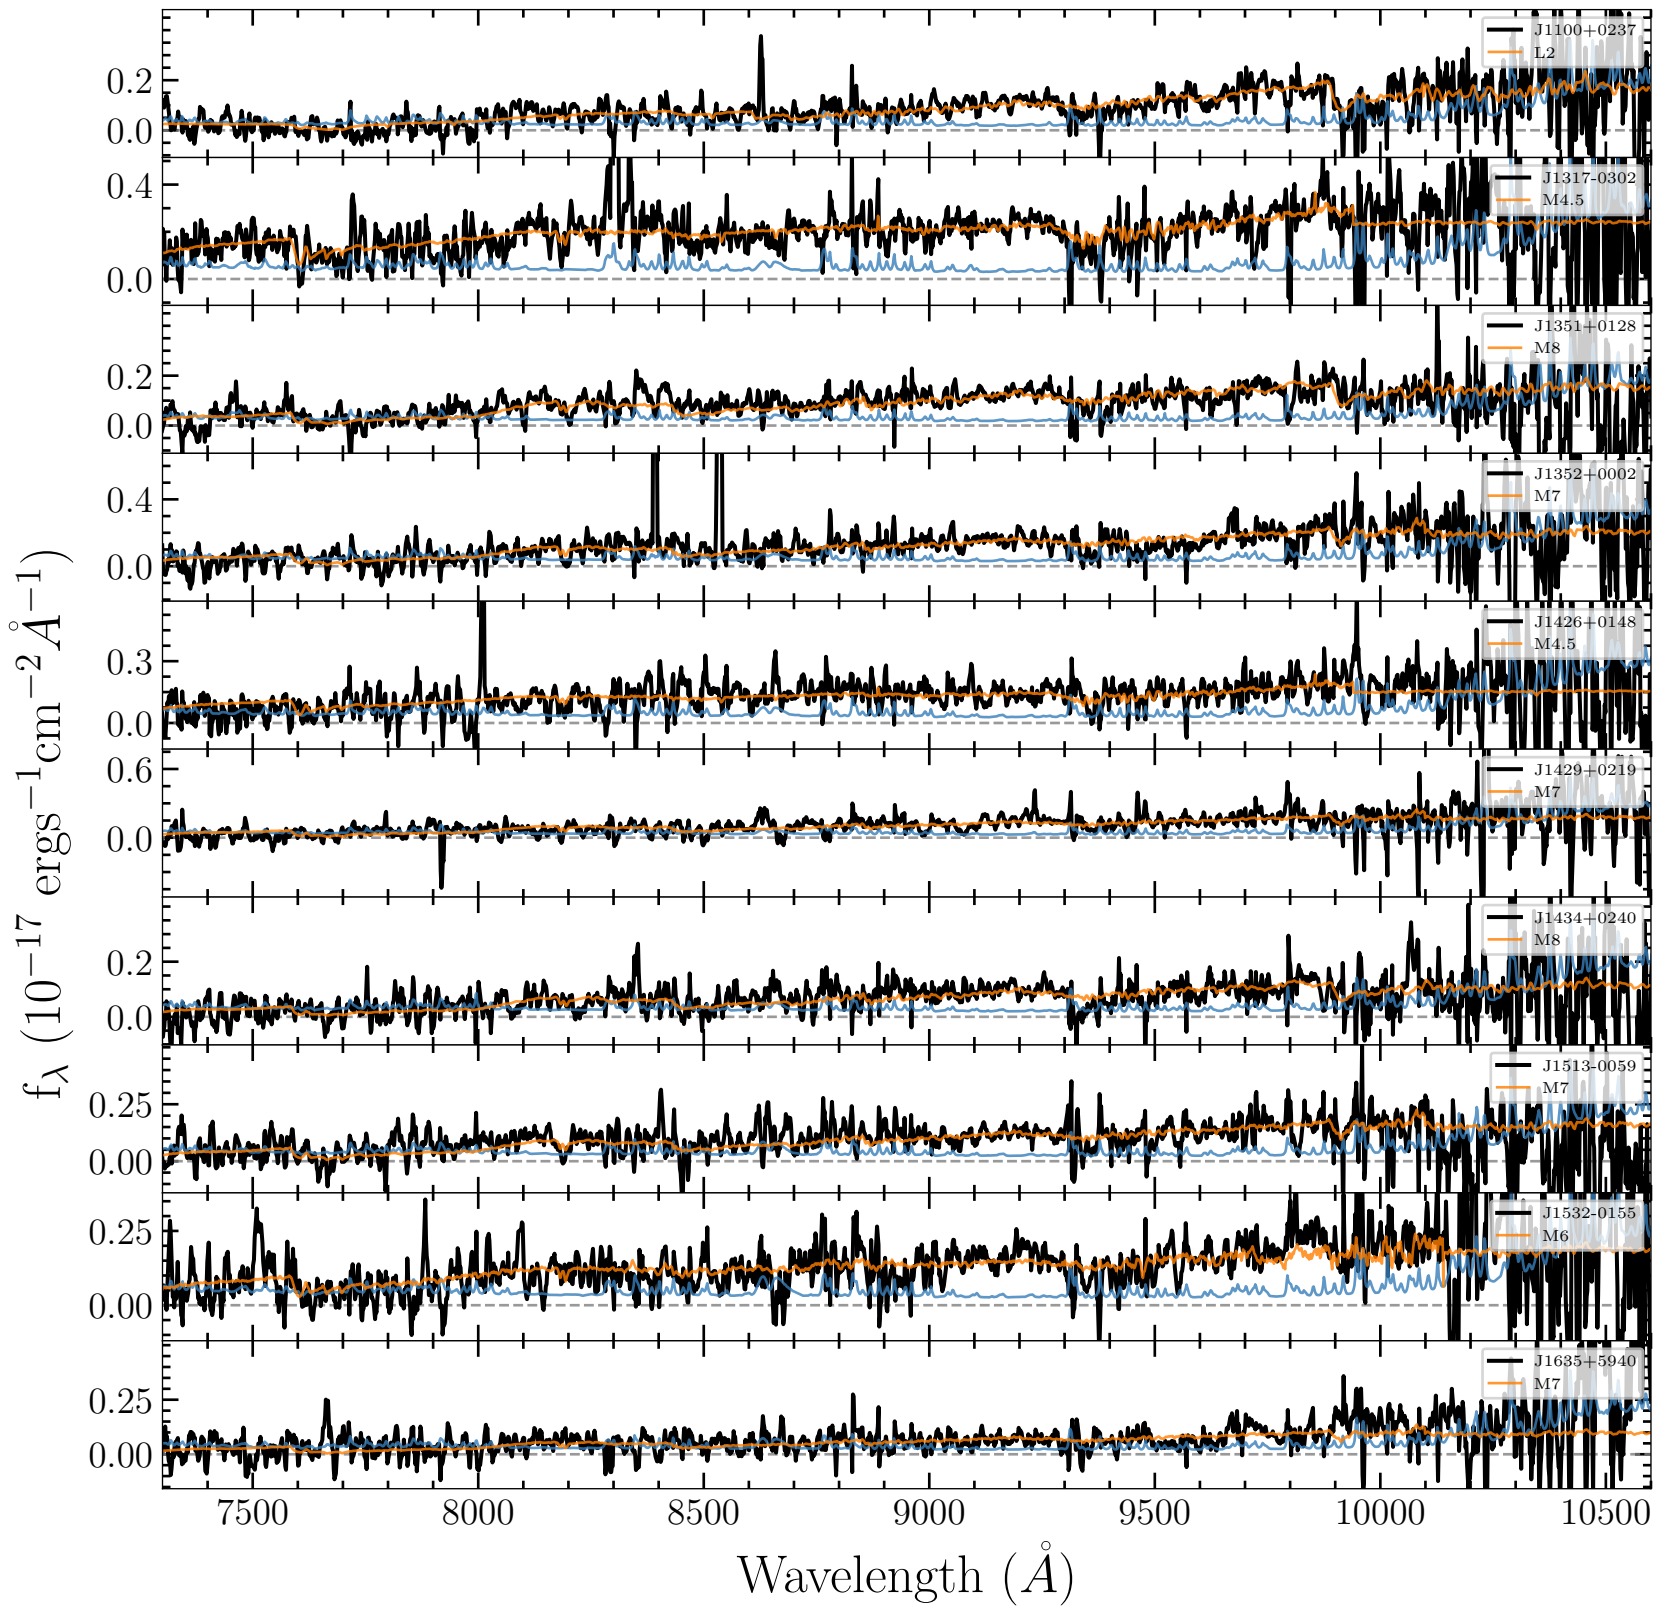 J1100+0237
L2
0.2
0.0
J1317-0302
M4.5
0.4
0.0
J1351+0128
M8
0.2
0.0
J1352+0002
M7
0.4
0.0
J1426+0148
M4.5
0.3
0.0
J1429+0219
M7
0.6
0.0
J1434+0240
M8
0.2
0.0
J1513-0059
M7
0.25
0.00
J1532-0155
M6
0.25
0.00
J1635+5940
M7
0.25
0.00
f_λ (10⁻¹⁷ ergs⁻¹cm⁻² Å⁻¹)
7500 8000 8500 9000 9500 10000 10500
Wavelength (Å)